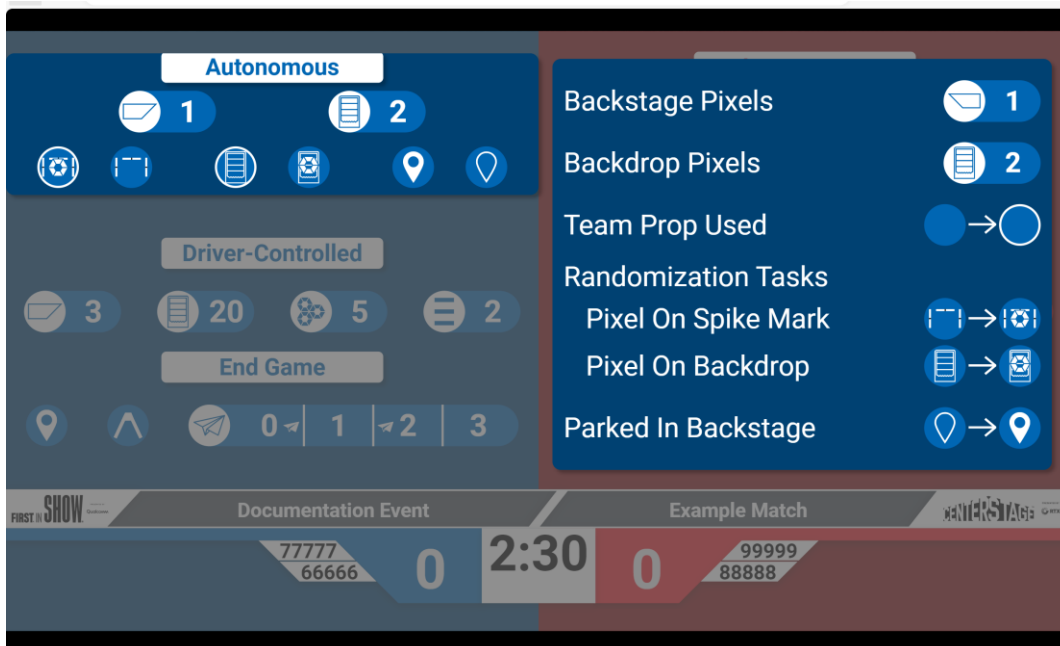 Autonomous
1 2
Driver-Controlled
3 20 5 2
End Game
0 1 2 3
Backstage Pixels 1
Backdrop Pixels 2
Team Prop Used
Randomization Tasks
Pixel On Spike Mark
Pixel On Backdrop
Parked In Backstage
FIRST IN SHOW
Documentation Event
Example Match
CENTERSTAGE
77777
66666
0
2:30
0
99999
88888